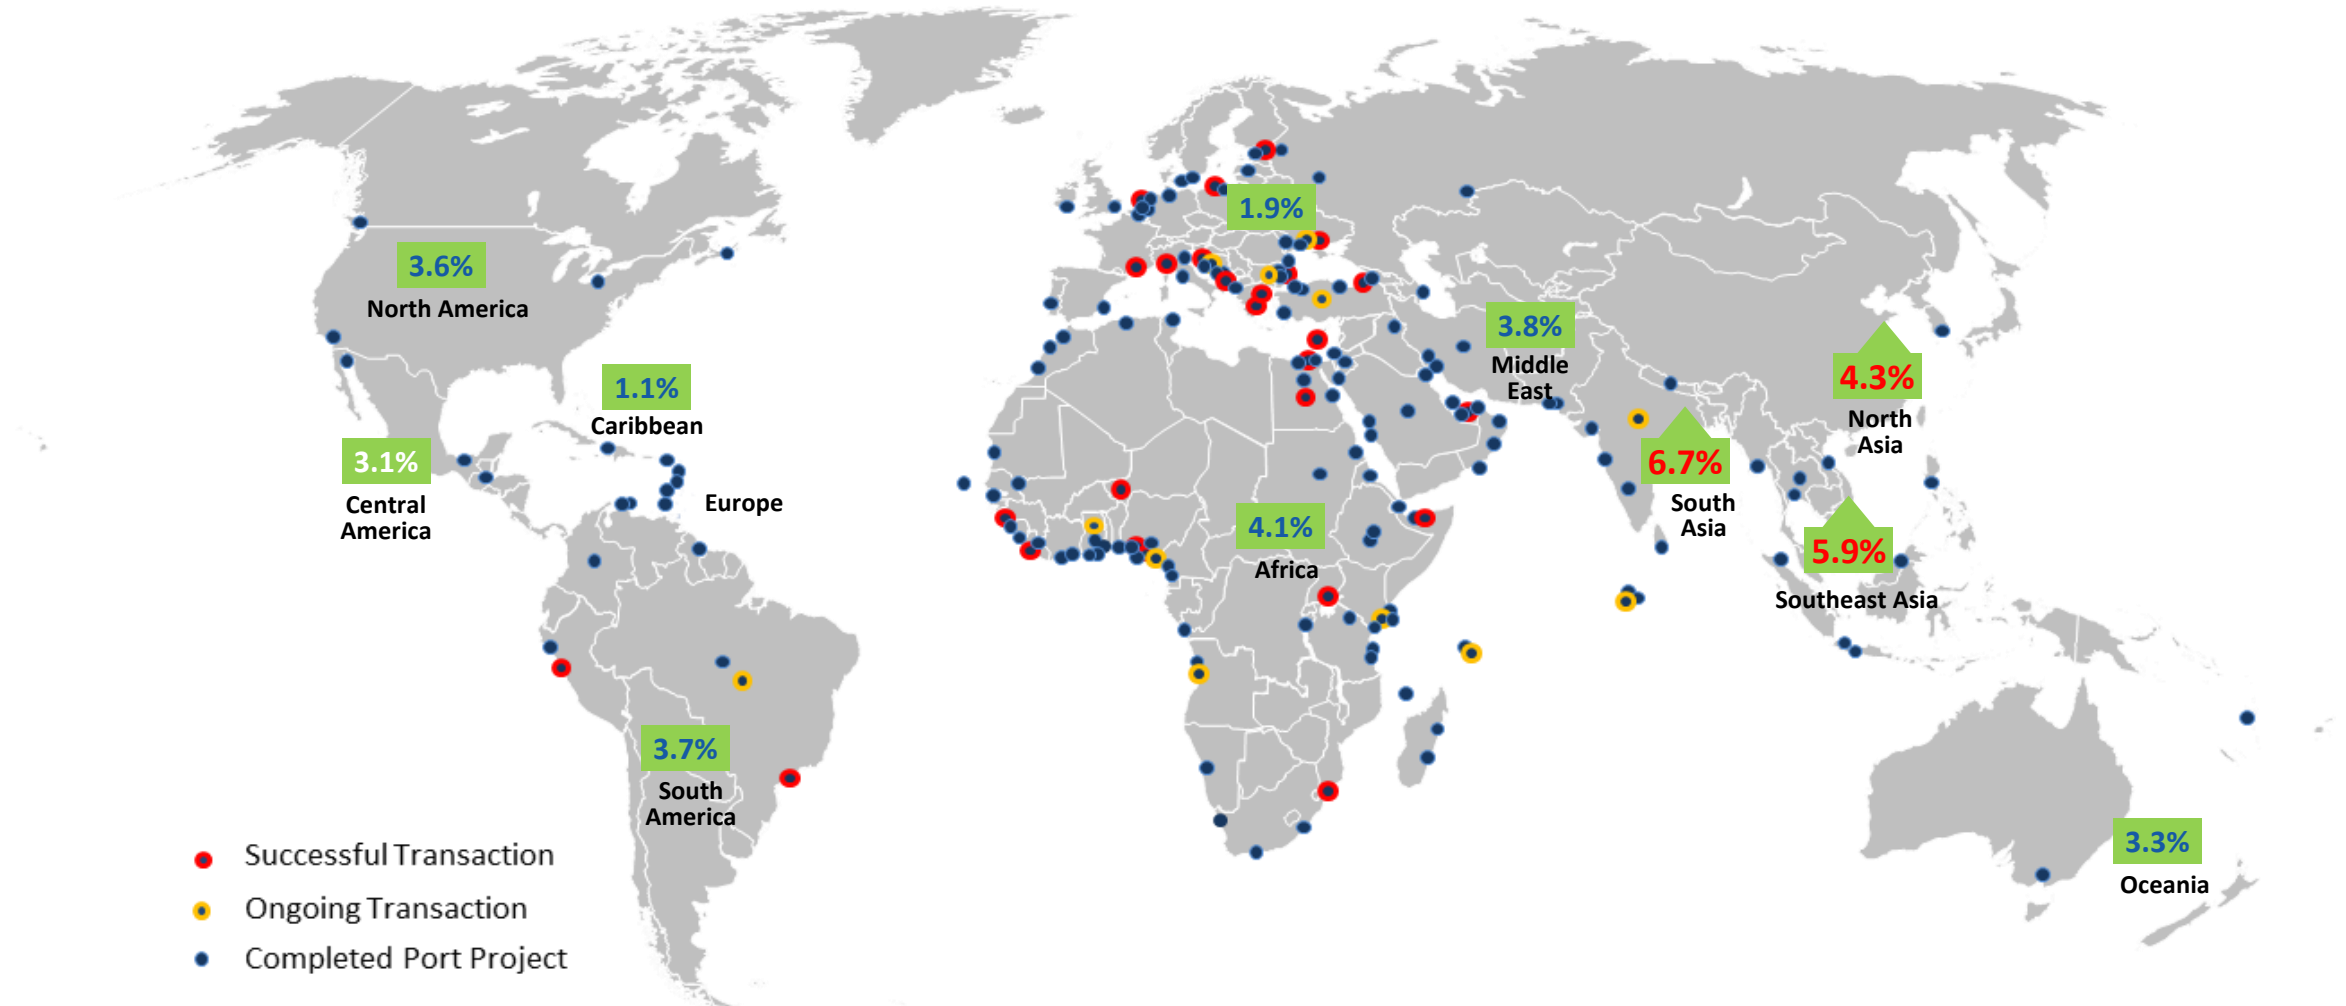 1.9%
3.6%
North America
3.8%
Middle
East
4.3%
North
Asia
1.1%
Caribbean
3.1%
Central
America
Europe
6.7%
South
Asia
4.1%
Africa
5.9%
Southeast Asia
3.7%
South
America
3.3%
Oceania
Successful Transaction
Ongoing Transaction
Completed Port Project